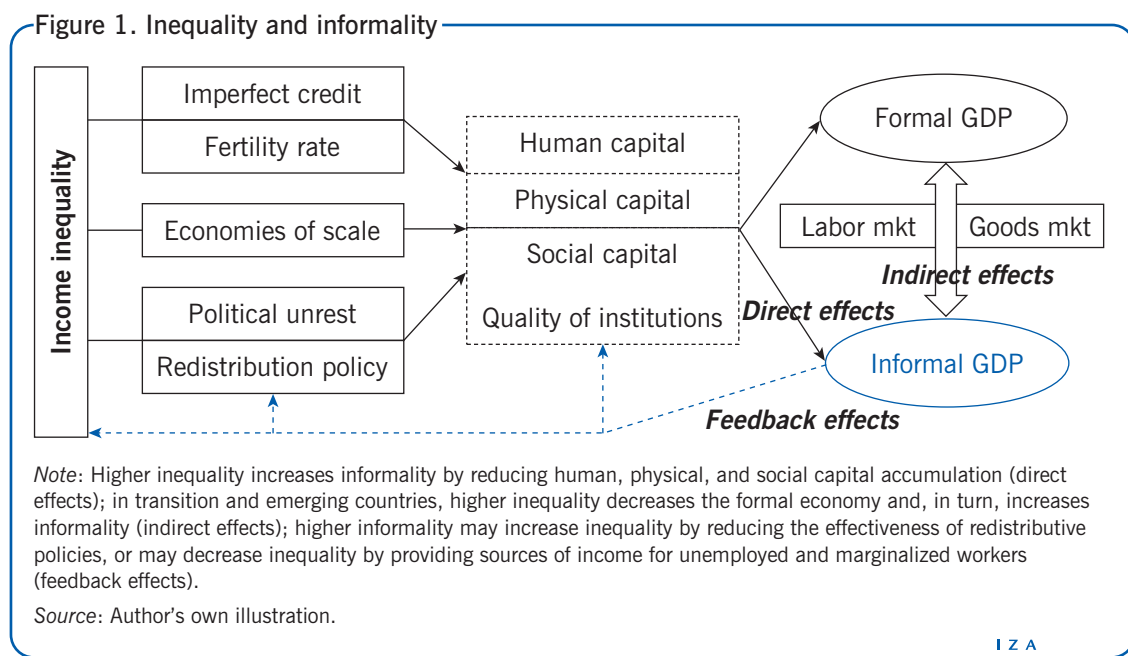 Figure 1. Inequality and informality
Income inequality
Imperfect credit
Fertility rate
Economies of scale
Political unrest
Redistribution policy
Human capital
Physical capital
Social capital
Quality of institutions
Direct effects
Formal GDP
Labor mkt
Goods mkt
Indirect effects
Informal GDP
Feedback effects
Note: Higher inequality increases informality by reducing human, physical, and social capital accumulation (direct
effects); in transition and emerging countries, higher inequality decreases the formal economy and, in turn, increases
informality (indirect effects); higher informality may increase inequality by reducing the effectiveness of redistributive
policies, or may decrease inequality by providing sources of income for unemployed and marginalized workers
(feedback effects).
Source: Author's own illustration.
I Z A